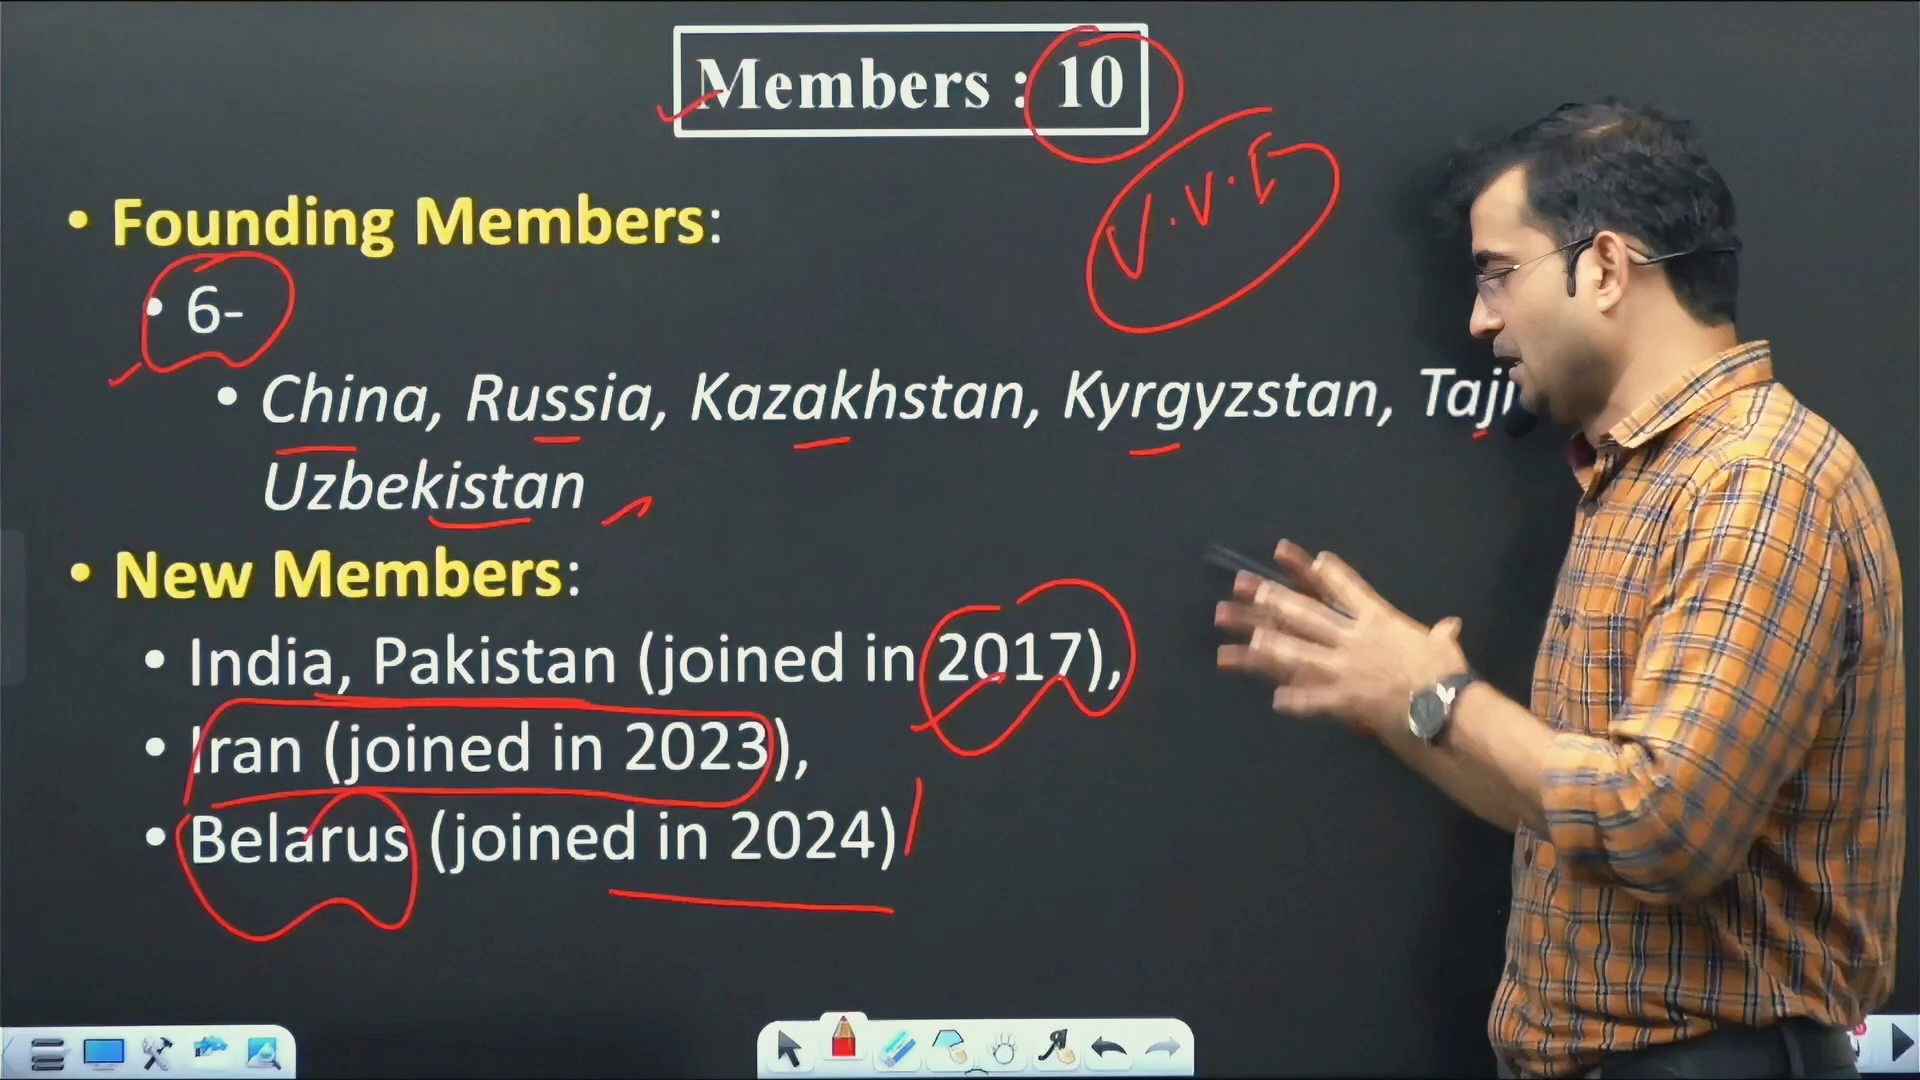 Members : 10
V.V.I
• Founding Members:
• 6-
• China, Russia, Kazakhstan, Kyrgyzstan,
Uzbekistan
• New Members:
• India, Pakistan (joined in 2017),
• Iran (joined in 2023),
• Belarus (joined in 2024)